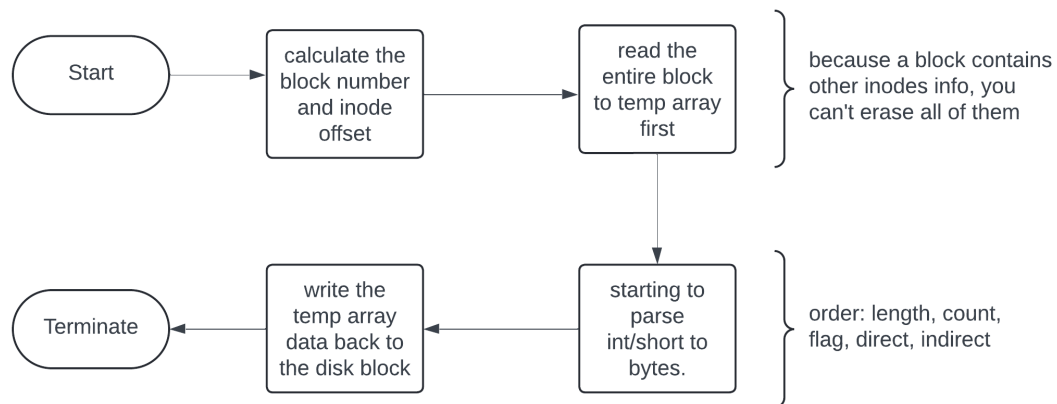 Start
calculate the
block number
and inode
offset
read the
entire block
to temp array
first
because a block contains
other inodes info, you
can't erase all of them
starting to
parse
int/short to
bytes.
order: length, count,
flag, direct, indirect
write the
temp array
data back to
the disk block
Terminate